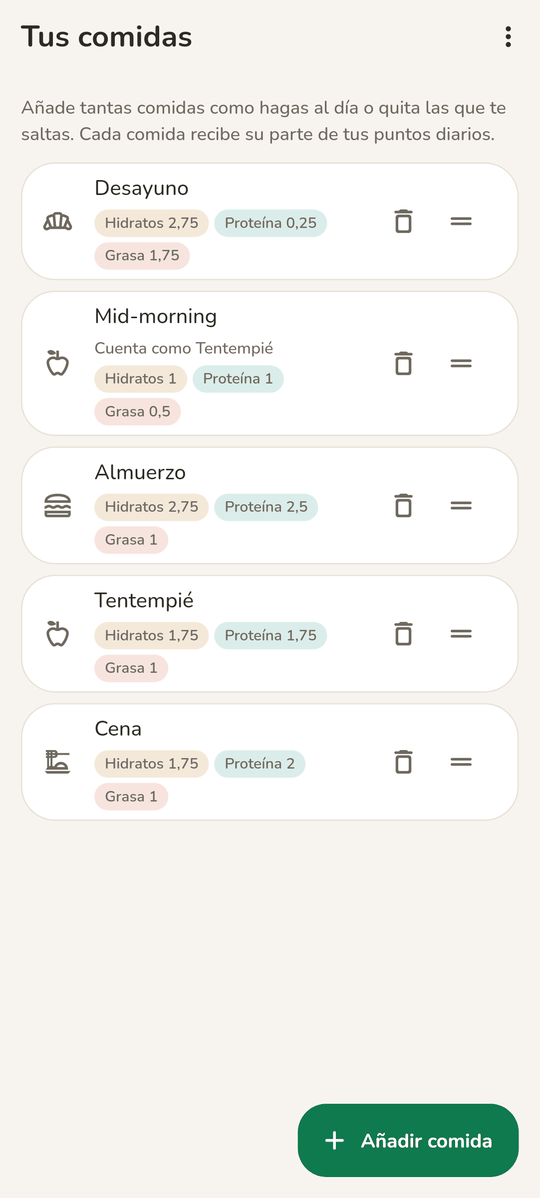 Tus comidas
Añade tantas comidas como hagas al día o quita las que te
saltas. Cada comida recibe su parte de tus puntos diarios.
Desayuno
Hidratos 2,75 Proteína 0,25
Grasa 1,75
Mid-morning
Cuenta como Tentempié
Hidratos 1 Proteína 1
Grasa 0,5
Almuerzo
Hidratos 2,75 Proteína 2,5
Grasa 1
Tentempié
Hidratos 1,75 Proteína 1,75
Grasa 1
Cena
Hidratos 1,75 Proteína 2
Grasa 1
Añadir comida